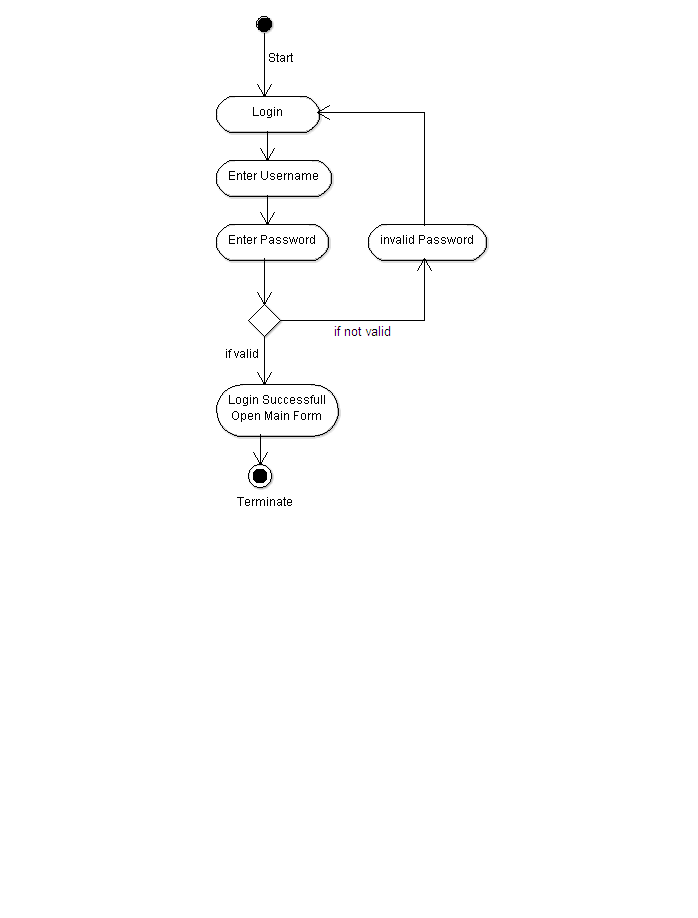 Start
Login
Enter Username
Enter Password
invalid Password
if not valid
if valid
Login Successfull
Open Main Form
Terminate